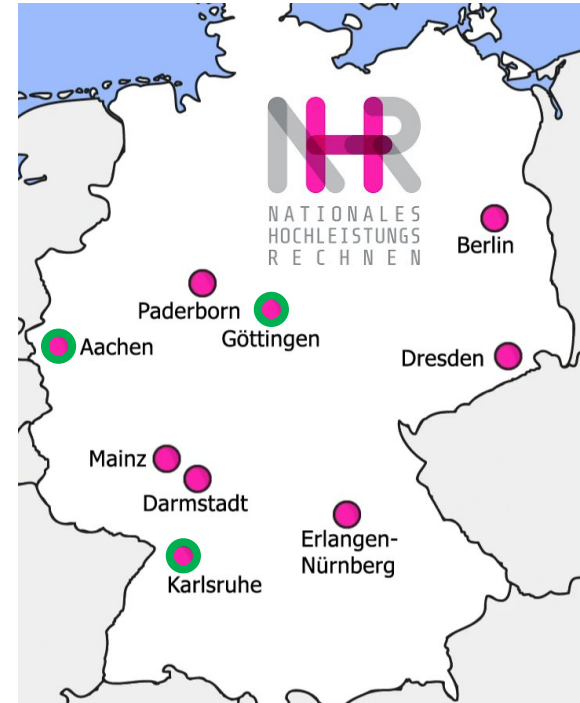 NHR
NATIONALES
HOCHLEISTUNGS
RECHNEN
Berlin
Paderborn
Göttingen
Aachen
Dresden
Mainz
Darmstadt
Erlangen-
Nürnberg
Karlsruhe